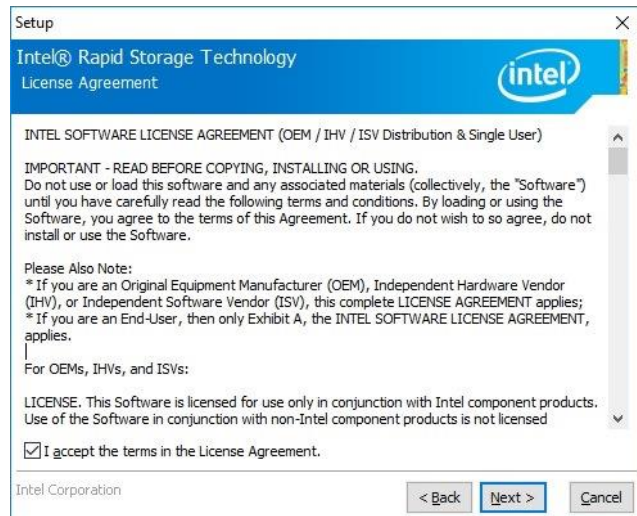 Setup
Intel® Rapid Storage Technology
License Agreement
intel
INTEL SOFTWARE LICENSE AGREEMENT (OEM / IHV / ISV Distribution & Single User)
IMPORTANT - READ BEFORE COPYING, INSTALLING OR USING.
Do not use or load this software and any associated materials (collectively, the "Software")
until you have carefully read the following terms and conditions. By loading or using the
Software, you agree to the terms of this Agreement. If you do not wish to so agree, do not
install or use the Software.
Please Also Note:
* If you are an Original Equipment Manufacturer (OEM), Independent Hardware Vendor
(IHV), or Independent Software Vendor (ISV), this complete LICENSE AGREEMENT applies;
* If you are an End-User, then only Exhibit A, the INTEL SOFTWARE LICENSE AGREEMENT,
applies.
For OEMs, IHVs, and ISVs:
LICENSE. This Software is licensed for use only in conjunction with Intel component products.
Use of the Software in conjunction with non-Intel component products is not licensed
I accept the terms in the License Agreement.
Intel Corporation
< Back Next > Cancel